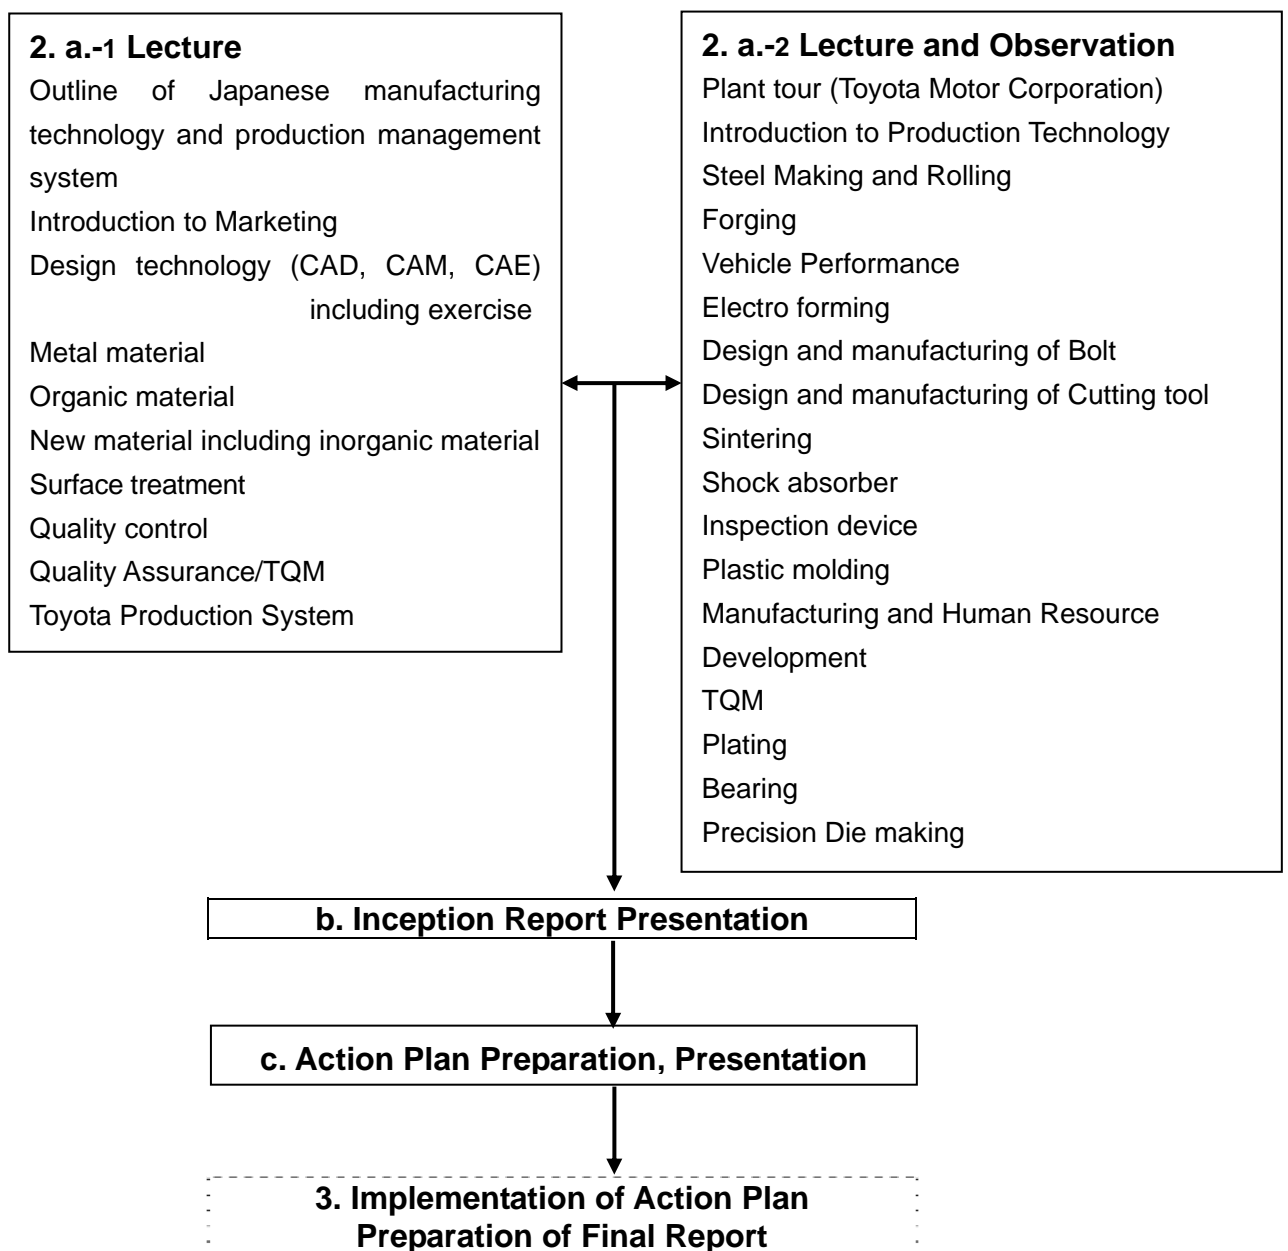 2. a.-1 Lecture
Outline of Japanese manufacturing
technology and production management
system
Introduction to Marketing
Design technology (CAD, CAM, CAE)
including exercise
Metal material
Organic material
New material including inorganic material
Surface treatment
Quality control
Quality Assurance/TQM
Toyota Production System
2. a.-2 Lecture and Observation
Plant tour (Toyota Motor Corporation)
Introduction to Production Technology
Steel Making and Rolling
Forging
Vehicle Performance
Electro forming
Design and manufacturing of Bolt
Design and manufacturing of Cutting tool
Sintering
Shock absorber
Inspection device
Plastic molding
Manufacturing and Human Resource
Development
TQM
Plating
Bearing
Precision Die making
b. Inception Report Presentation
c. Action Plan Preparation, Presentation
3. Implementation of Action Plan
Preparation of Final Report